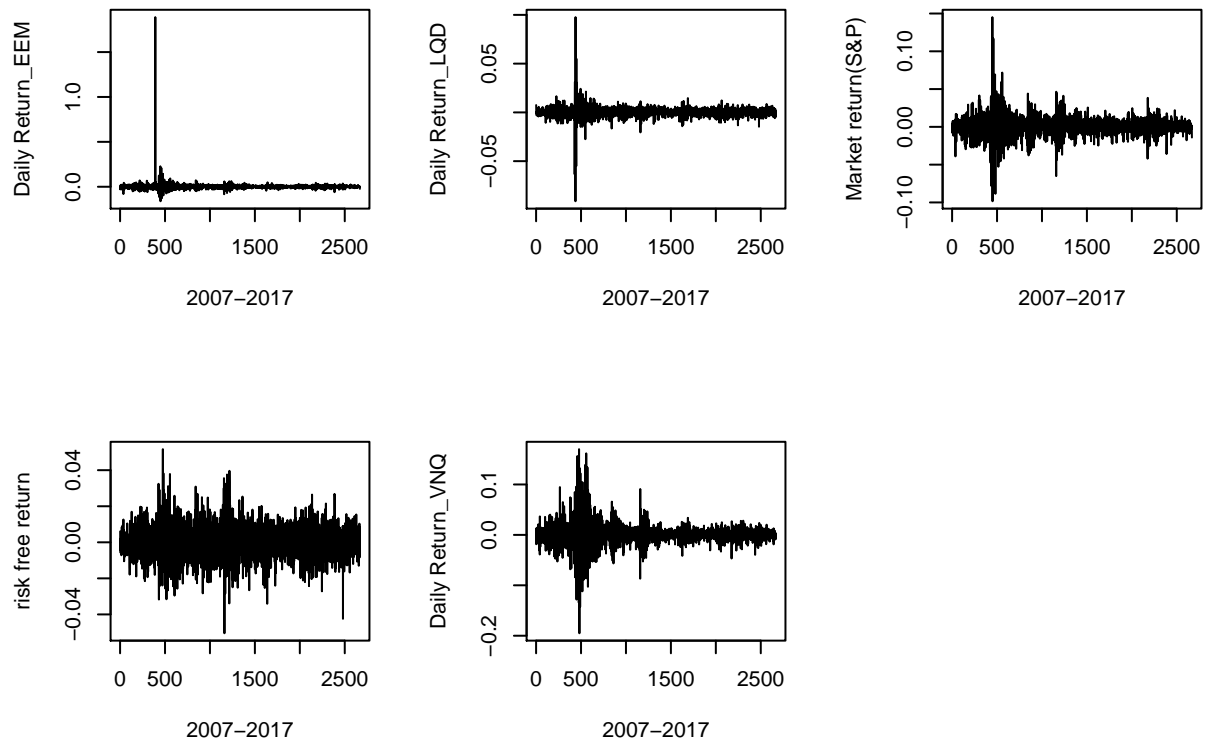 Daily Return_EEM
0.0
1.0
0 500 1500 2500
2007−2017
Daily Return_LQD
−0.05
0.05
0 500 1500 2500
2007−2017
Market return(S&P)
−0.10
0.00
0.10
0 500 1500 2500
2007−2017
risk free return
−0.04
0.00
0.04
0 500 1500 2500
2007−2017
Daily Return_VNQ
−0.2
0.0
0.1
0 500 1500 2500
2007−2017